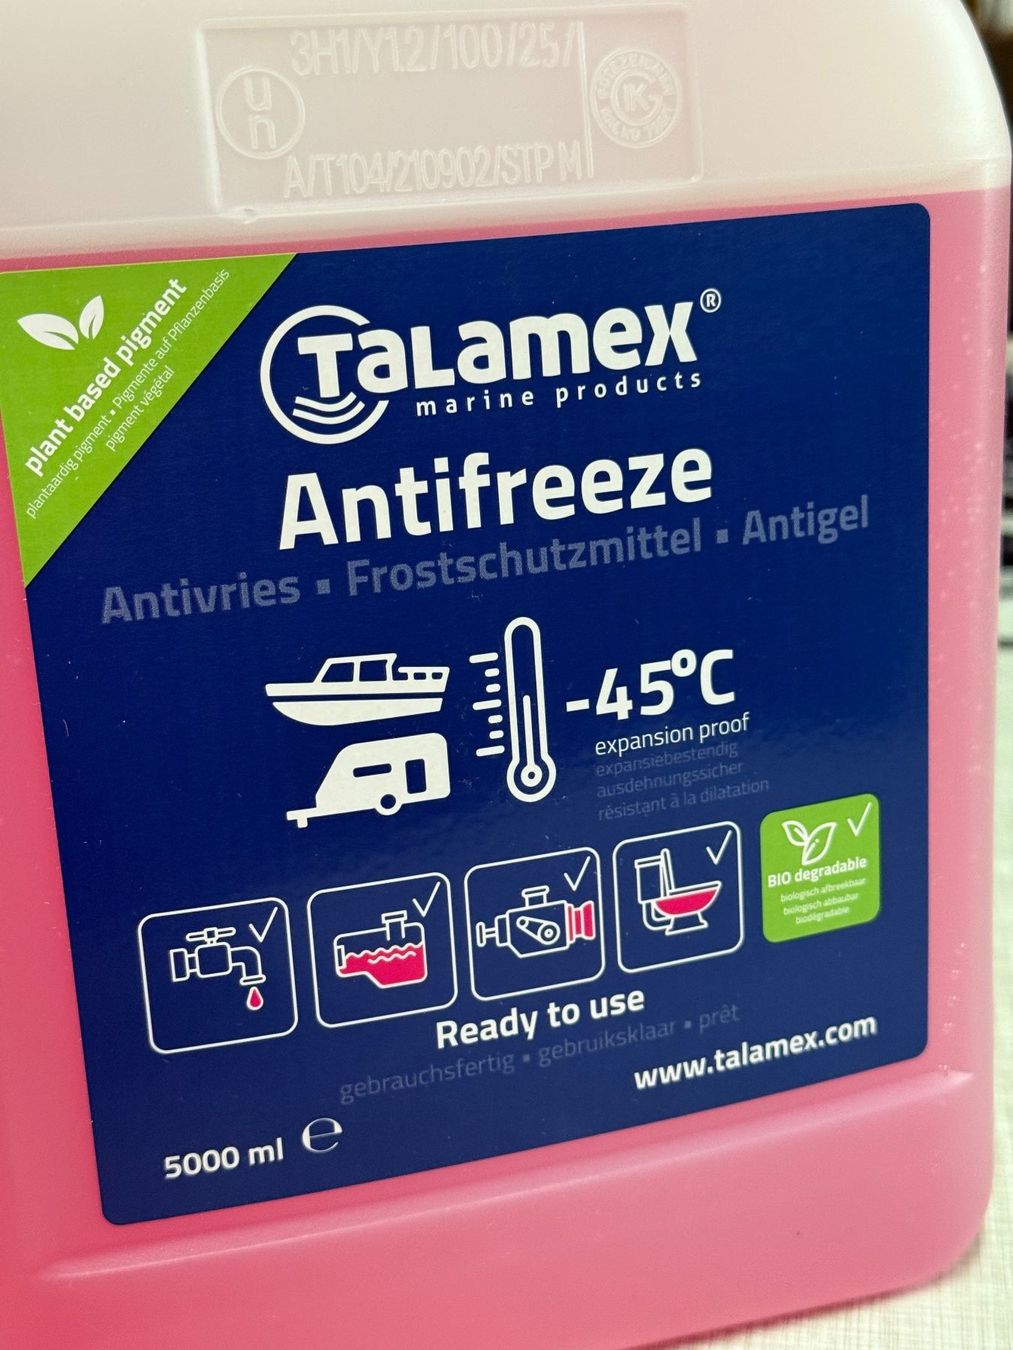 3H1/Y1.2/100/25/
un
A/T104/210902/STP M
plant based pigment
plantaardig pigment ▪ Pigmente auf Pflanzenbasis
pigment végétal
Talamex®
marine products
Antifreeze
Antivries ▪ Frostschutzmittel ▪ Antigel
-45°C
expansion proof
expansiebestendig
ausdehnungssicher
résistant à la dilatation
BIO degradable
biologisch afbreekbaar
biologisch abbaubar
biodégradable
Ready to use
gebrauchsfertig ▪ gebruiksklaar ▪ prêt
www.talamex.com
5000 ml e